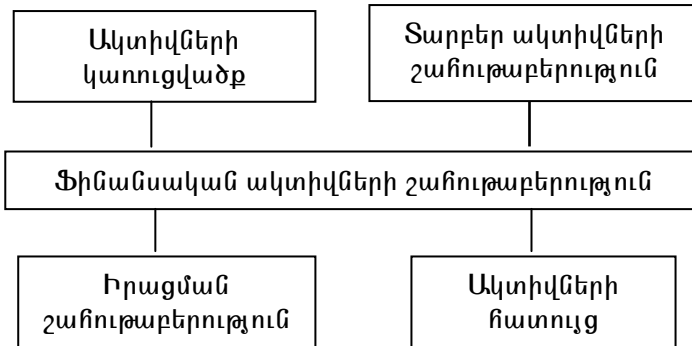 Ակտիվների
կառուցվածք
Տարբեր ակտիվների
շահութաբերություն
Ֆինանսական ակտիվների շահութաբերություն
Իրացման
շահութաբերություն
Ակտիվների
հատույց